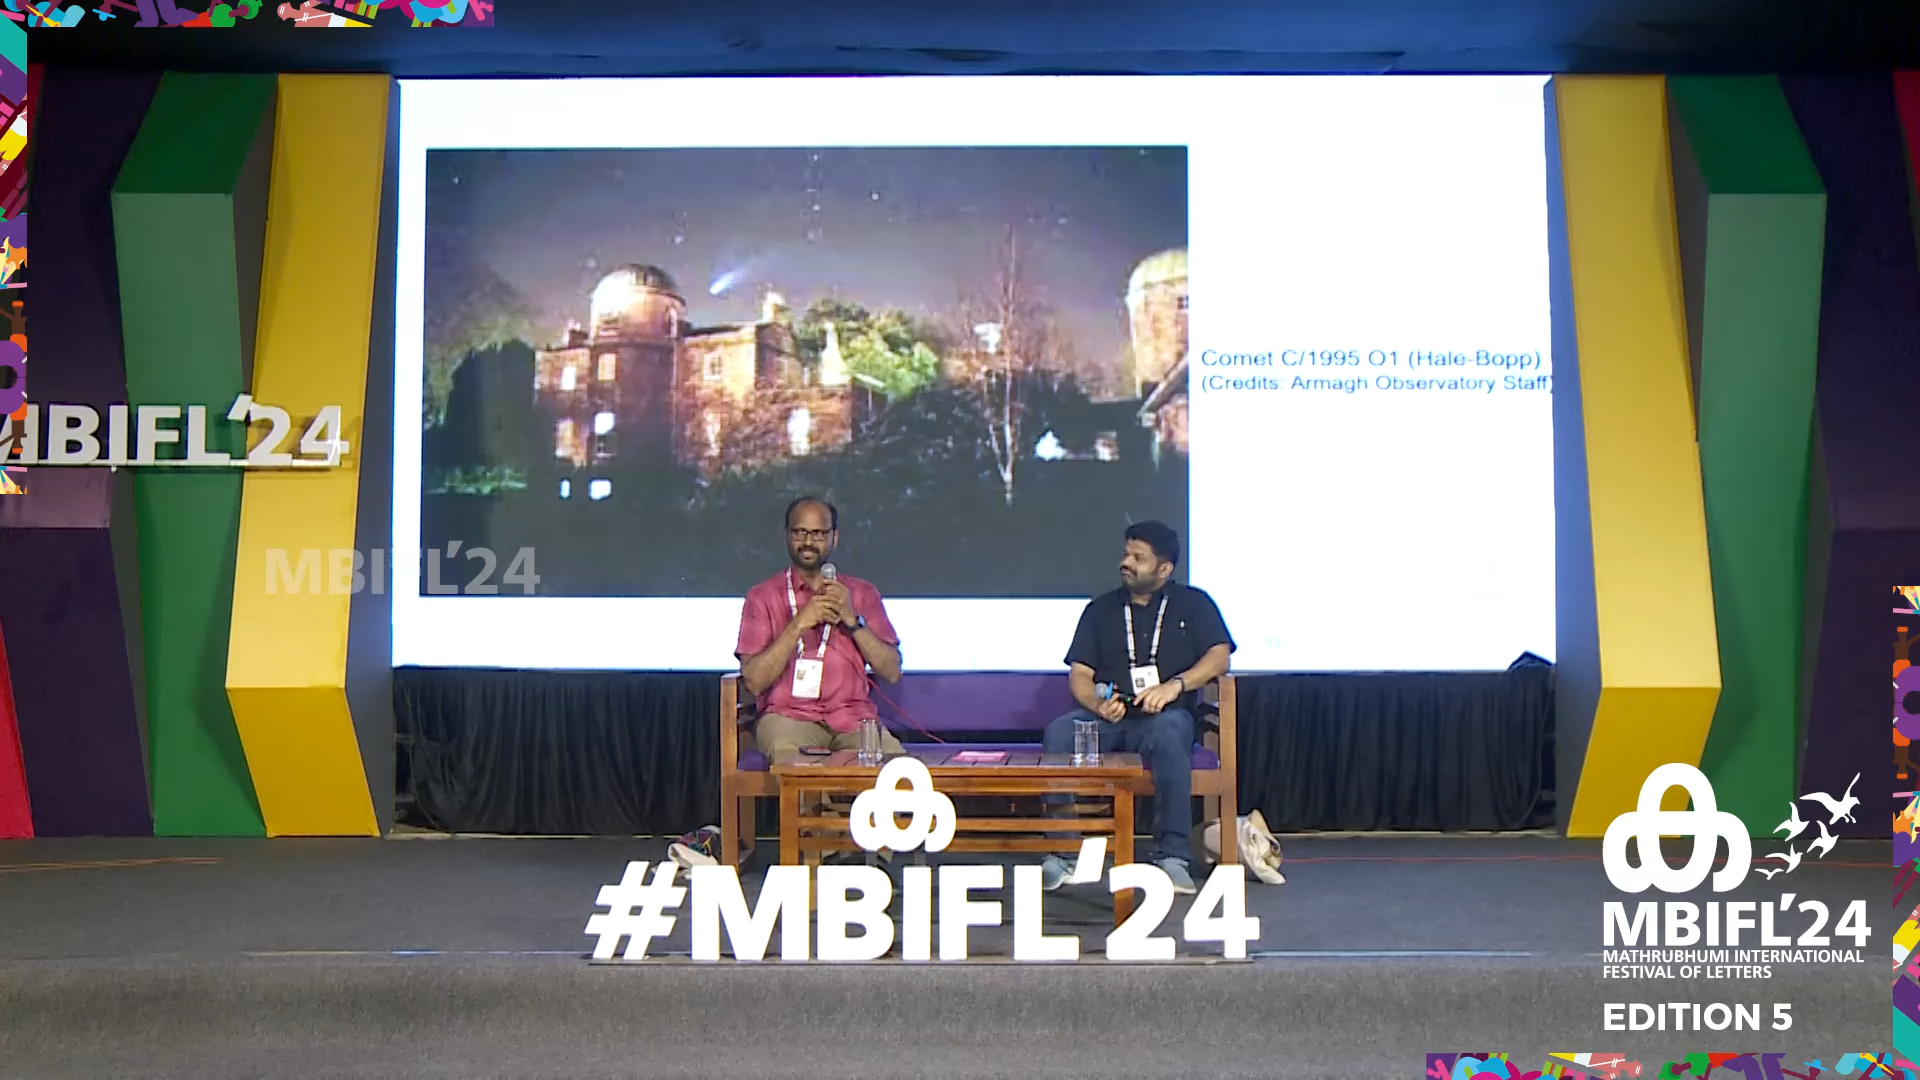 Comet C/1995 O1 (Hale-Bopp)
(Credits: Armagh Observatory Staff)
MBIFL'24
MBIFL'24
#MBIFL'24
MBIFL'24
MATHRUBHUMI INTERNATIONAL
FESTIVAL OF LETTERS
EDITION 5